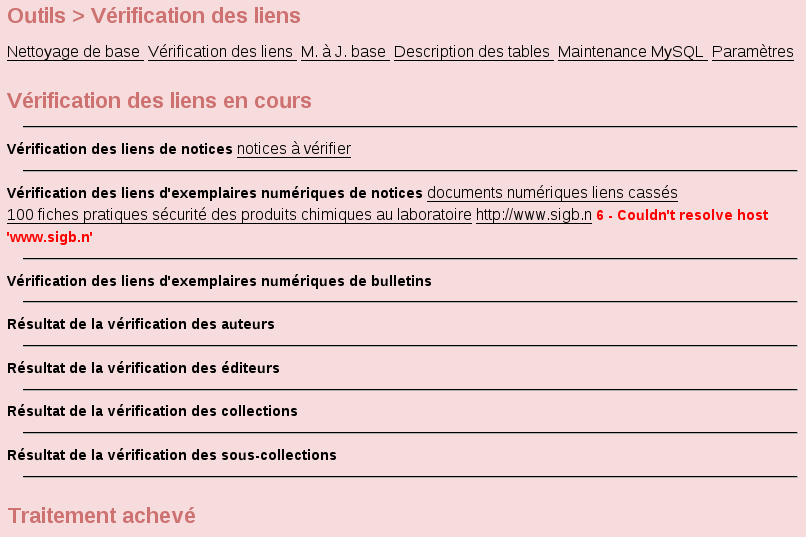 Outils > Vérification des liens
Nettoyage de base Vérification des liens M. à J. base Description des tables Maintenance MySQL Paramètres
Vérification des liens en cours
Vérification des liens de notices notices à vérifier
Vérification des liens d'exemplaires numériques de notices documents numériques liens cassés
100 fiches pratiques sécurité des produits chimiques au laboratoire http://www.sigb.n 6 - Couldn't resolve host
'www.sigb.n'
Vérification des liens d'exemplaires numériques de bulletins
Résultat de la vérification des auteurs
Résultat de la vérification des éditeurs
Résultat de la vérification des collections
Résultat de la vérification des sous-collections
Traitement achevé